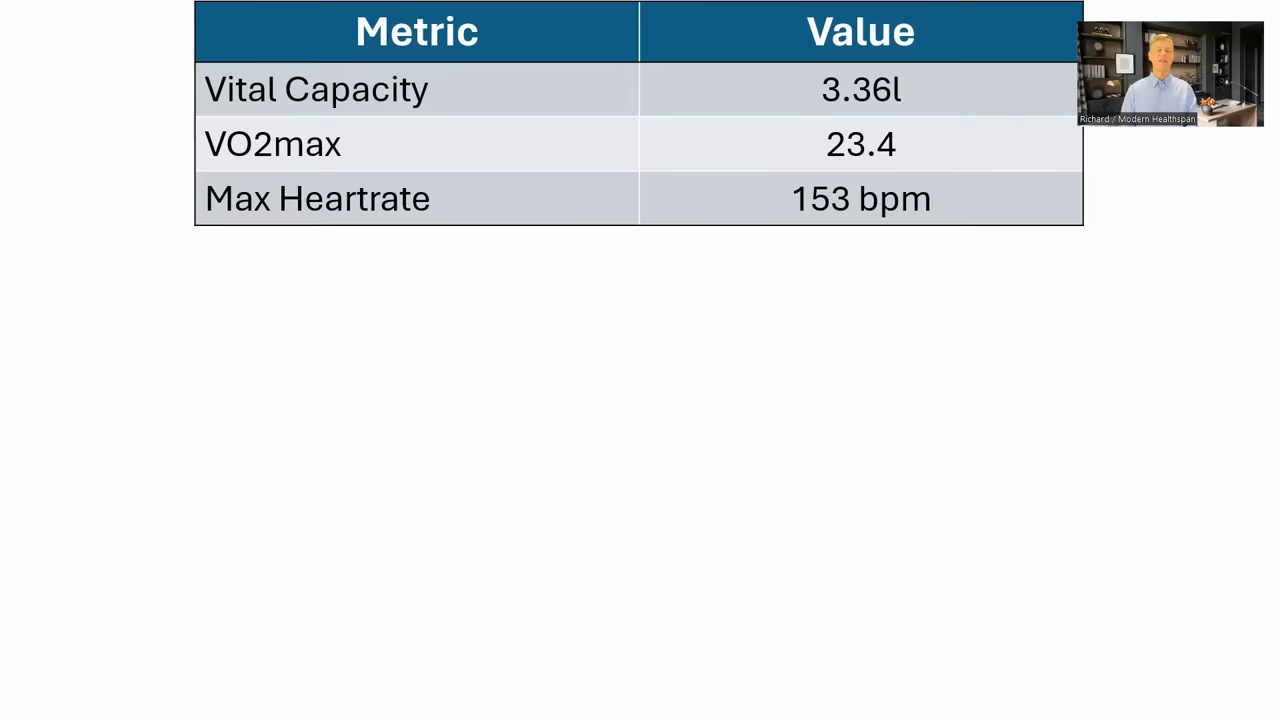 Metric Value
Vital Capacity 3.36l
VO2max 23.4
Max Heartrate 153 bpm
Richard / Modern Healthspan